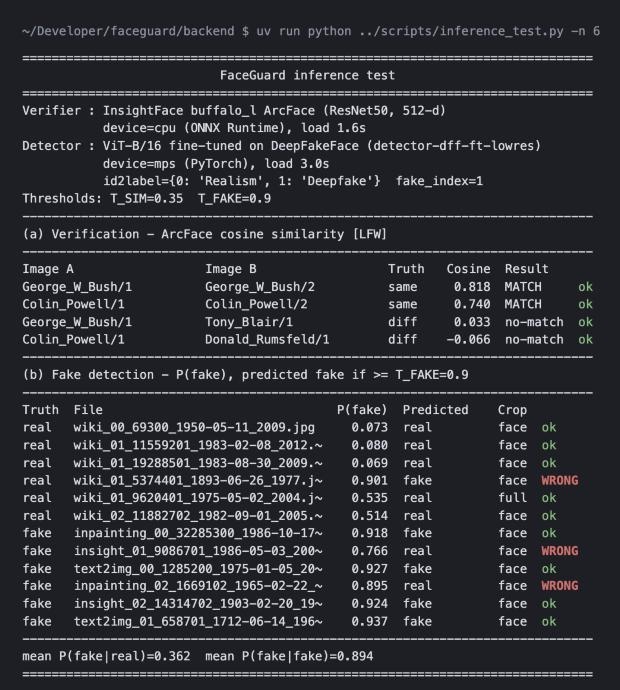 ~/Developer/faceguard/backend $ uv run python ../scripts/inference_test.py -n 6
========================================================================
FaceGuard inference test
========================================================================
Verifier : InsightFace buffalo_l ArcFace (ResNet50, 512-d)
device=cpu (ONNX Runtime), load 1.6s
Detector : ViT-B/16 fine-tuned on DeepFakeFace (detector-dff-ft-lowres)
device=mps (PyTorch), load 3.0s
id2label={0: 'Realism', 1: 'Deepfake'}  fake_index=1
Thresholds: T_SIM=0.35  T_FAKE=0.9
------------------------------------------------------------------------
(a) Verification - ArcFace cosine similarity [LFW]
------------------------------------------------------------------------
Image A                Image B                Truth   Cosine  Result
George_W_Bush/1        George_W_Bush/2        same     0.818  MATCH     ok
Colin_Powell/1         Colin_Powell/2         same     0.740  MATCH     ok
George_W_Bush/1        Tony_Blair/1           diff     0.033  no-match  ok
Colin_Powell/1         Donald_Rumsfeld/1      diff    -0.066  no-match  ok
------------------------------------------------------------------------
(b) Fake detection - P(fake), predicted fake if >= T_FAKE=0.9
------------------------------------------------------------------------
Truth  File                             P(fake)  Predicted   Crop
real   wiki_00_69300_1950-05-11_2009.jpg    0.073  real        face  ok
real   wiki_01_11559201_1983-02-08_2012.~   0.080  real        face  ok
real   wiki_01_19288501_1983-08-30_2009.~   0.069  real        face  ok
real   wiki_01_5374401_1893-06-26_1977.j~   0.901  fake        face  WRONG
real   wiki_01_9620401_1975-05-02_2004.j~   0.535  real        full  ok
real   wiki_02_11882702_1982-09-01_2005.~   0.514  real        face  ok
fake   inpainting_00_32285300_1986-10-17~   0.918  fake        face  ok
fake   insight_01_9086701_1986-05-03_200~   0.766  real        face  WRONG
fake   text2img_00_1285200_1975-01-05_20~   0.927  fake        face  ok
fake   inpainting_02_1669102_1965-02-22_~   0.895  real        face  WRONG
fake   insight_02_14314702_1903-02-20_19~   0.924  fake        face  ok
fake   text2img_01_658701_1712-06-14_196~   0.937  fake        face  ok
------------------------------------------------------------------------
mean P(fake|real)=0.362  mean P(fake|fake)=0.894
========================================================================